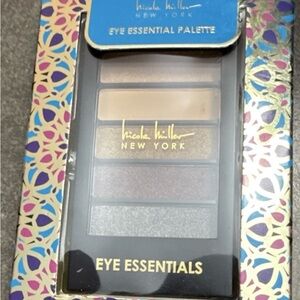 nicole miller
NEW YORK
EYE ESSENTIAL PALETTE
nicole miller
NEW YORK
EYE ESSENTIALS